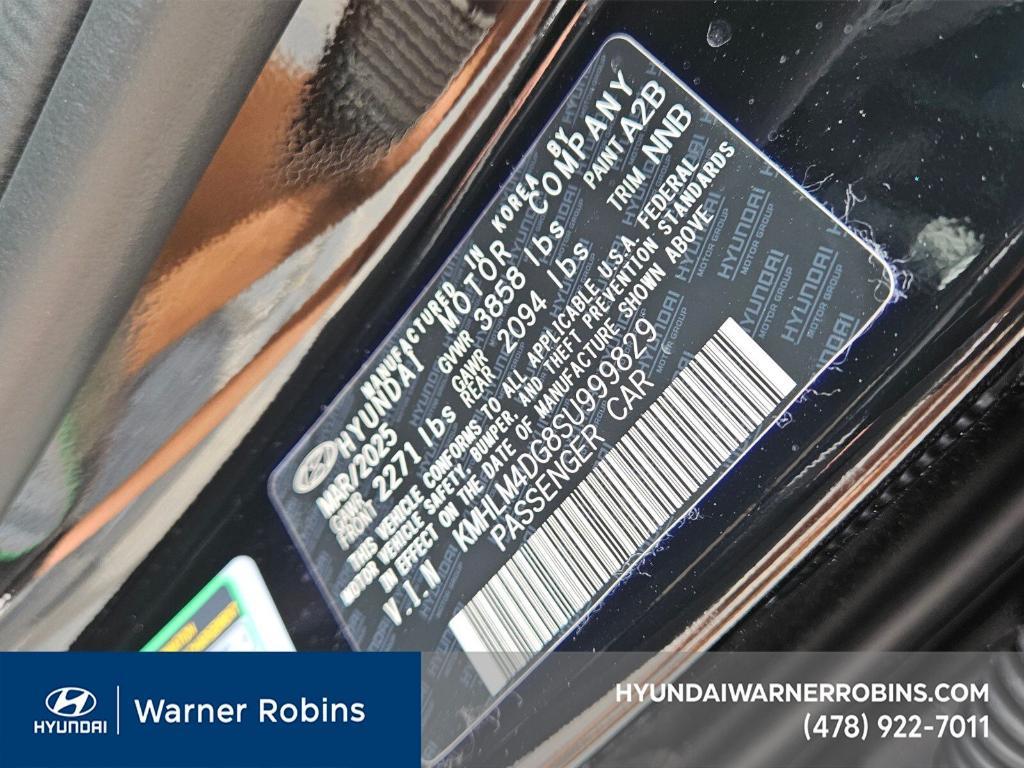 MANUFACTURED IN KOREA BY
HYUNDAI MOTOR COMPANY
MAR/2025 GVWR 3858 lbs PAINT A2B
GAWR FRONT 2271 lbs GAWR REAR 2094 lbs TRIM NNB
THIS VEHICLE CONFORMS TO ALL APPLICABLE U.S.A FEDERAL
MOTOR VEHICLE SAFETY, BUMPER, AND THEFT PREVENTION STANDARDS
IN EFFECT ON THE DATE OF MANUFACTURE SHOWN ABOVE
V.I.N KMHLM4DG8SU999829
PASSENGER CAR
HYUNDAI
MOTOR GROUP
HYUNDAI
Warner Robins
HYUNDAIWARNERROBINS.COM
(478) 922-7011